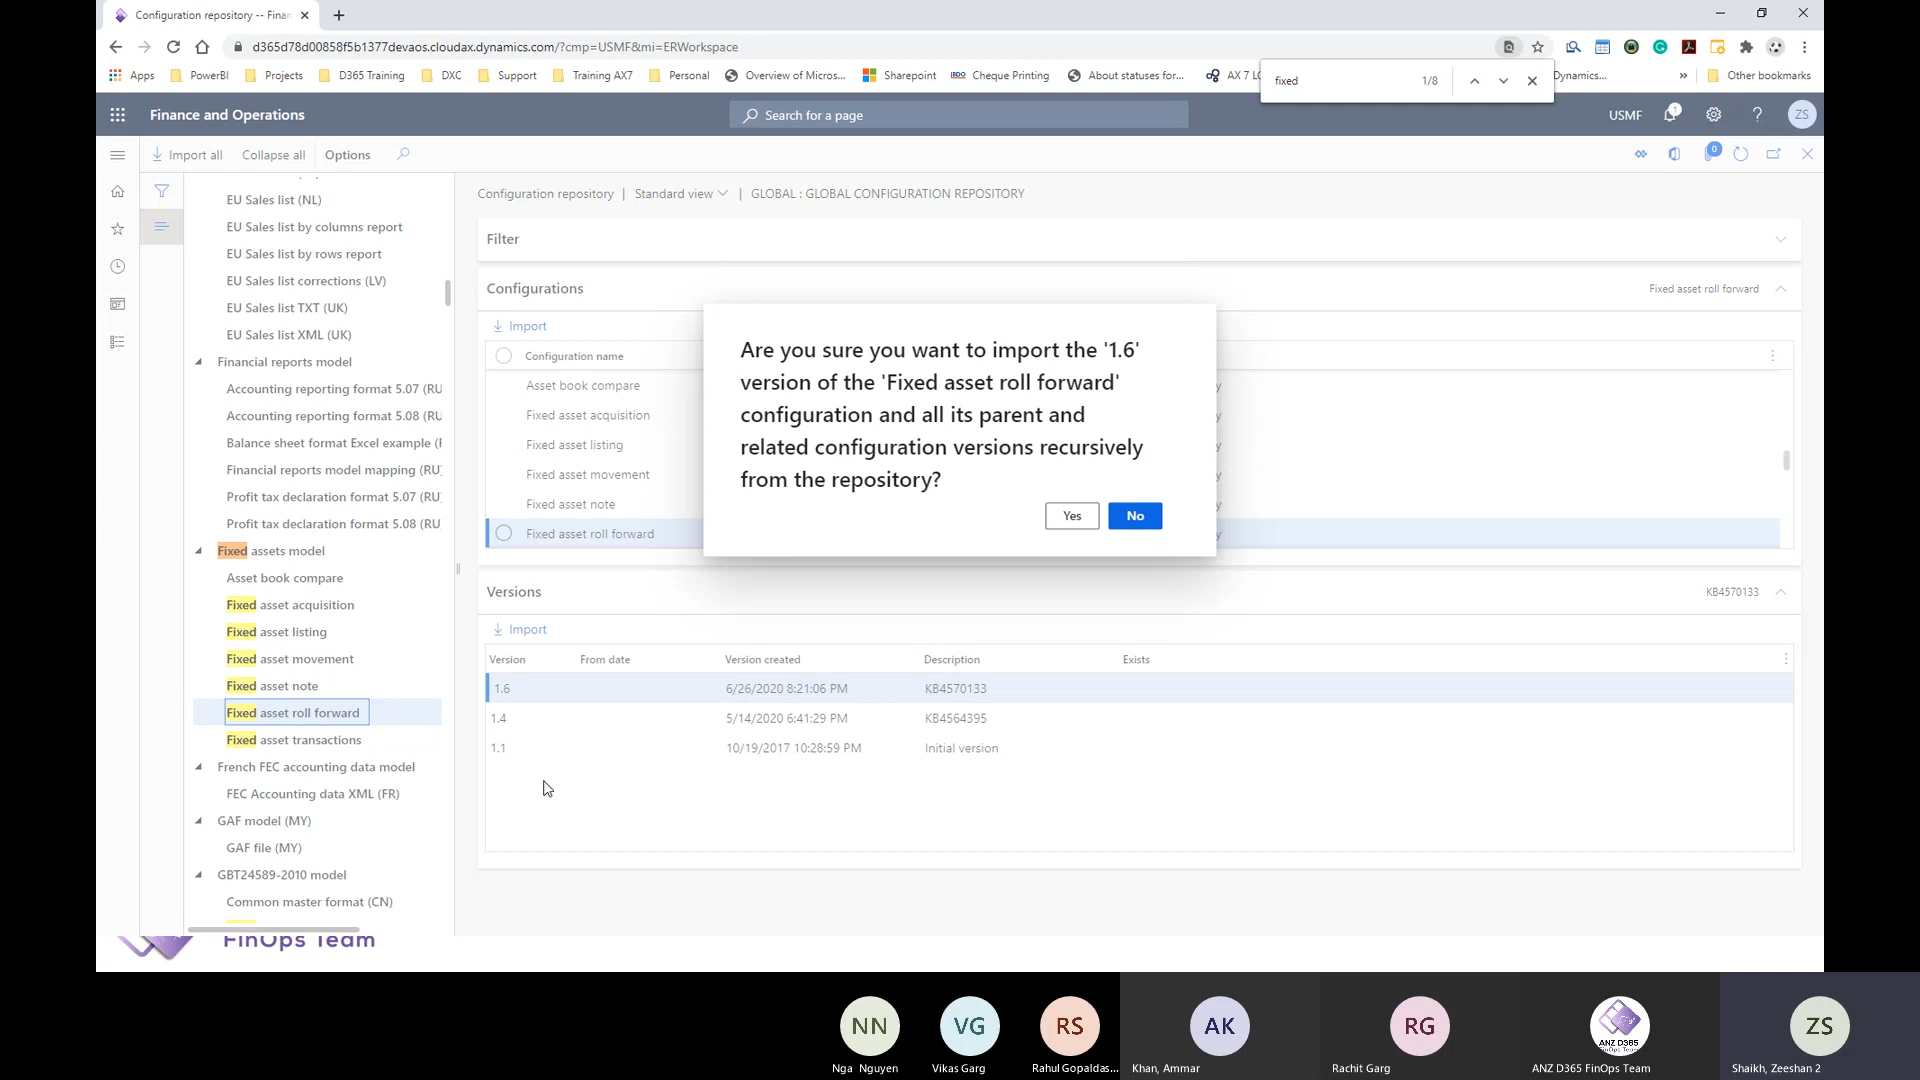 Configuration repository -- Finan
d365d78d00858f5b1377devaos.cloudax.dynamics.com/?cmp=USMF&mi=ERWorkspace
Apps PowerBI Projects D365 Training DXC Support Training AX7 Personal Overview of Micros... Sharepoint Cheque Printing About statuses for... AX 7 LC Dynamics... » Other bookmarks
fixed 1/8
Finance and Operations
Search for a page
USMF 1 ? ZS
Import all Collapse all Options
0
EU Sales list (NL)
EU Sales list by columns report
EU Sales list by rows report
EU Sales list corrections (LV)
EU Sales list TXT (UK)
EU Sales list XML (UK)
Financial reports model
Accounting reporting format 5.07 (RU
Accounting reporting format 5.08 (RU
Balance sheet format Excel example (F
Financial reports model mapping (RU)
Profit tax declaration format 5.07 (RU)
Profit tax declaration format 5.08 (RU
Fixed assets model
Asset book compare
Fixed asset acquisition
Fixed asset listing
Fixed asset movement
Fixed asset note
Fixed asset roll forward
Fixed asset transactions
French FEC accounting data model
FEC Accounting data XML (FR)
GAF model (MY)
GAF file (MY)
GBT24589-2010 model
Common master format (CN)
Configuration repository | Standard view | GLOBAL : GLOBAL CONFIGURATION REPOSITORY
Filter
Configurations Fixed asset roll forward
Import
Configuration name
Asset book compare y
Fixed asset acquisition y
Fixed asset listing y
Fixed asset movement y
Fixed asset note y
Fixed asset roll forward y
Are you sure you want to import the '1.6'
version of the 'Fixed asset roll forward'
configuration and all its parent and
related configuration versions recursively
from the repository?
Yes No
Versions KB4570133
Import
Version From date Version created Description Exists
1.6 6/26/2020 8:21:06 PM KB4570133
1.4 5/14/2020 6:41:29 PM KB4564395
1.1 10/19/2017 10:28:59 PM Initial version
FinOps Team
NN VG RS AK RG ANZ D365 FinOps Team ZS
Nga Nguyen Vikas Garg Rahul Gopaldas... Khan, Ammar Rachit Garg ANZ D365 FinOps Team Shaikh, Zeeshan 2